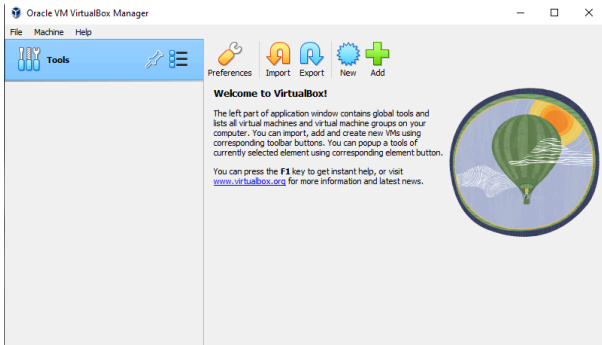 Oracle VM VirtualBox Manager
File Machine Help
Tools
Preferences Import Export New Add
Welcome to VirtualBox!
The left part of application window contains global tools and
lists all virtual machines and virtual machine groups on your
computer. You can import, add and create new VMs using
corresponding toolbar buttons. You can popup a tools of
currently selected element using corresponding element button.
You can press the F1 key to get instant help, or visit
www.virtualbox.org for more information and latest news.